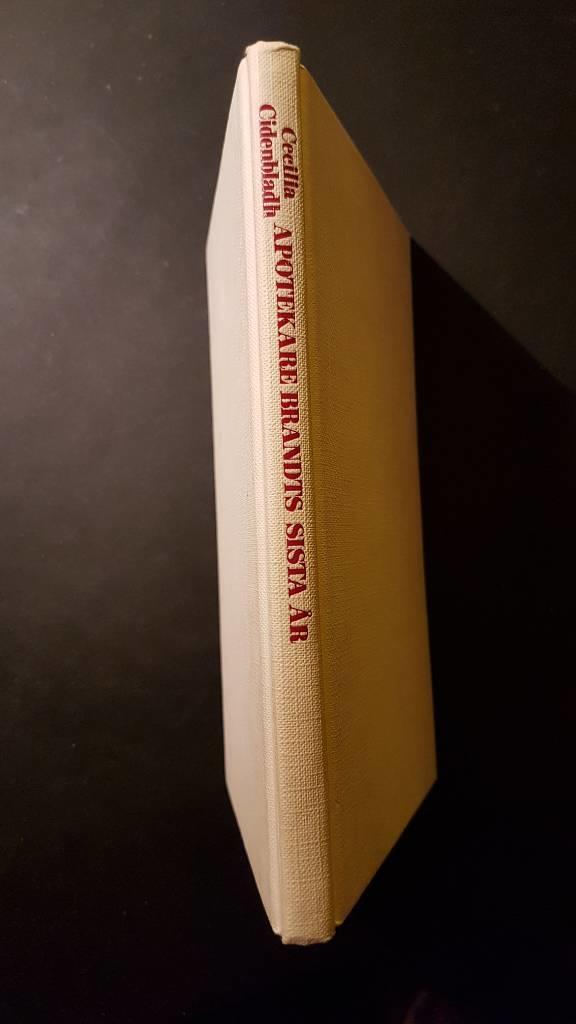 Cecilia
Cidenbladh
APOTEKARE BRANDTS SISTA ÅR